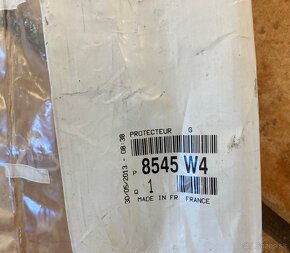 PROTECTEUR G
30/05/2013 - 08:38
P 8545 W4
Q 1
MADE IN FR FRANCE